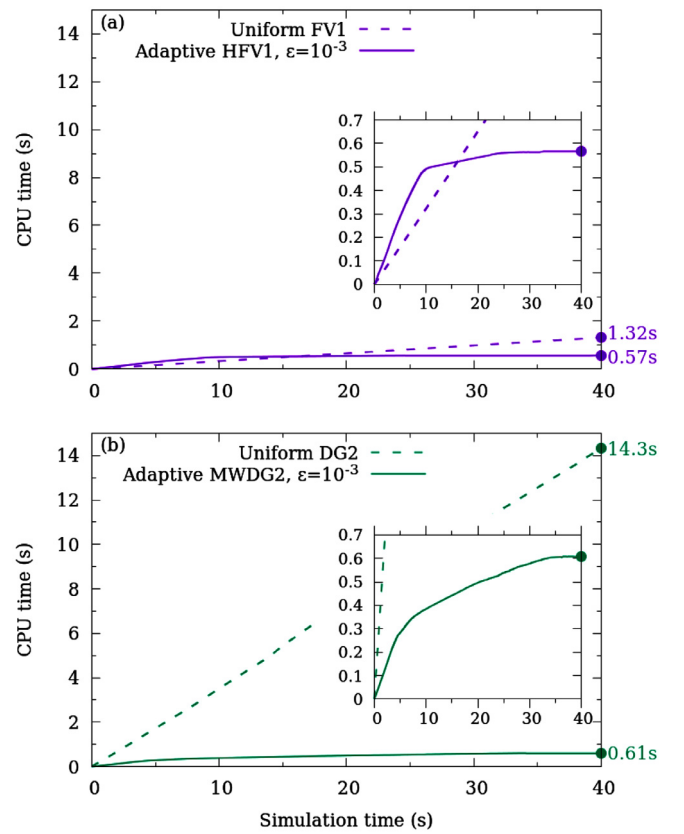 (a)
Uniform FV1
Adaptive HFV1, ε=10⁻³
14
12
10
8
6
4
2
0
CPU time (s)
0.7
0.6
0.5
0.4
0.3
0.2
0.1
0
0 10 20 30 40
1.32s
0.57s
0 10 20 30 40
(b)
Uniform DG2
Adaptive MWDG2, ε=10⁻³
14
12
10
8
6
4
2
0
CPU time (s)
14.3s
0.7
0.6
0.5
0.4
0.3
0.2
0.1
0
0 10 20 30 40
0.61s
0 10 20 30 40
Simulation time (s)